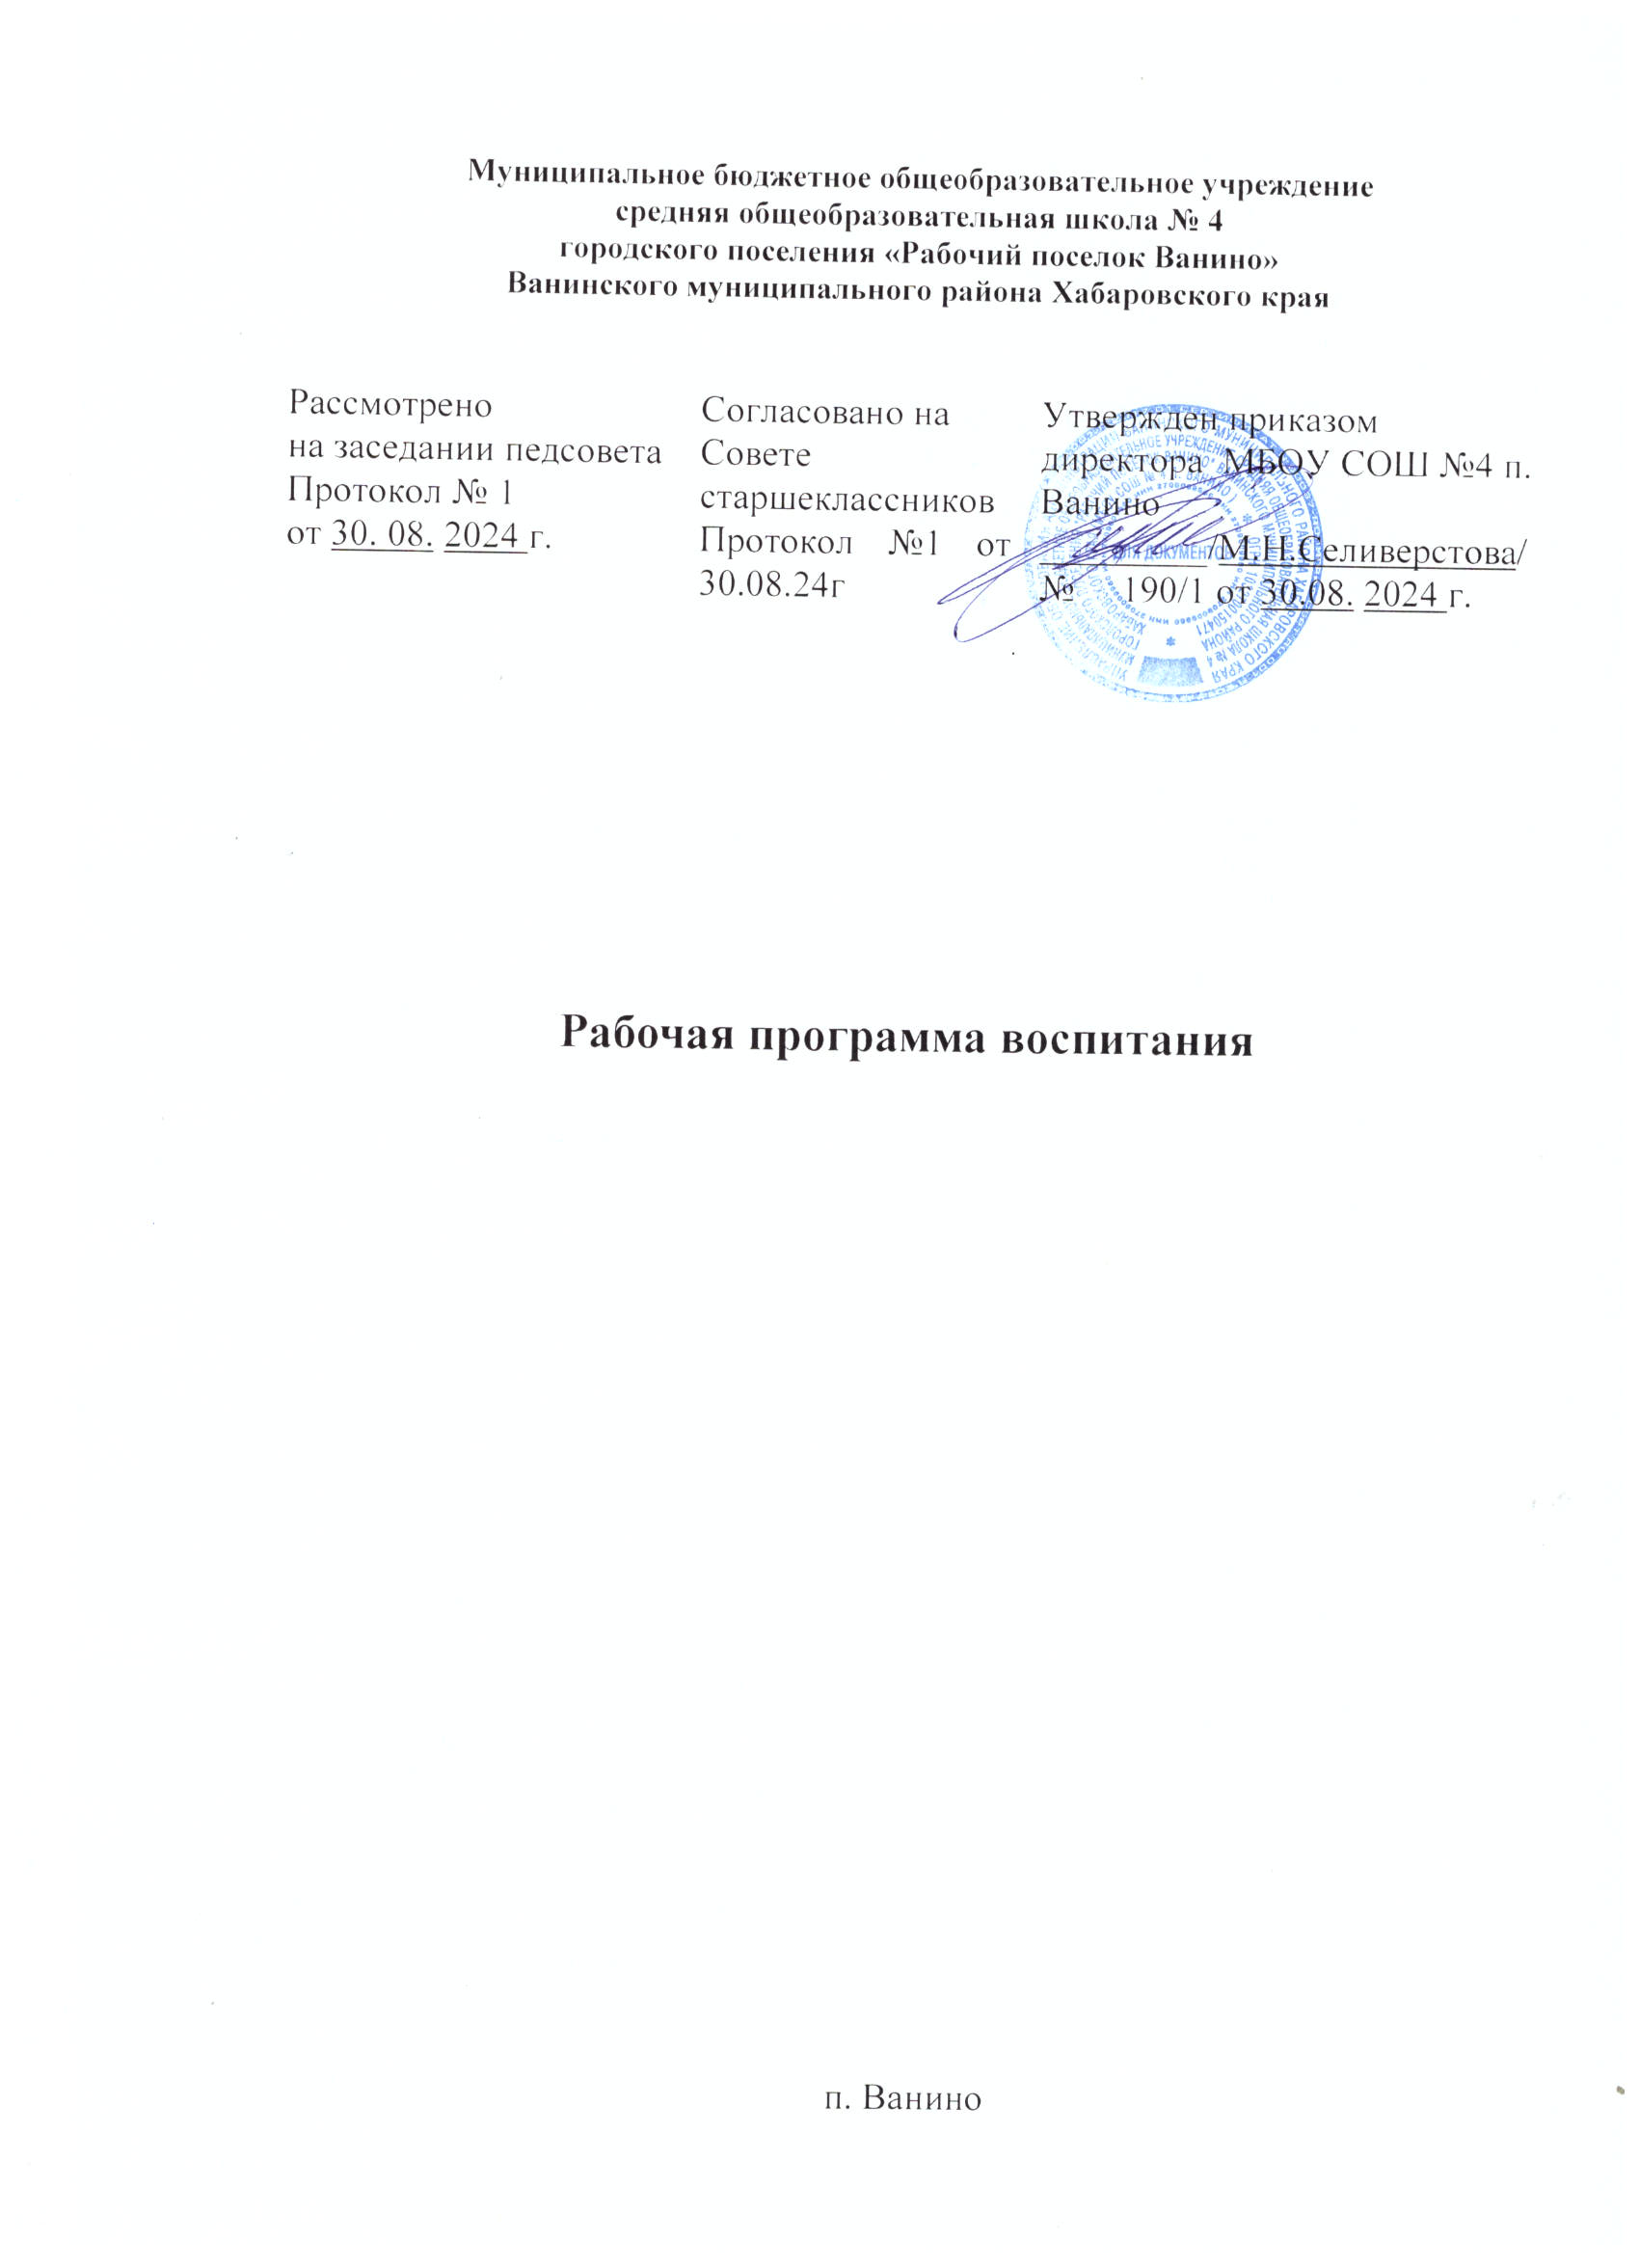 Муниципальное бюджетное общеобразовательное учреждение
средняя общеобразовательная школа № 4
городского поселения «Рабочий поселок Ванино»
Ванинского муниципального района Хабаровского края
Рассмотрено
на заседании педсовета
Протокол № 1
от 30. 08. 2024 г.
Согласовано на
Совете
старшеклассников
Протокол №1 от
30.08.24г
Утвержден приказом
директора МБОУ СОШ №4 п.
Ванино
/М.Н.Селиверстова/
№ 190/1 от 30.08. 2024 г.
ДЛЯ ДОКУМЕНТОВ
Рабочая программа воспитания
п. Ванино